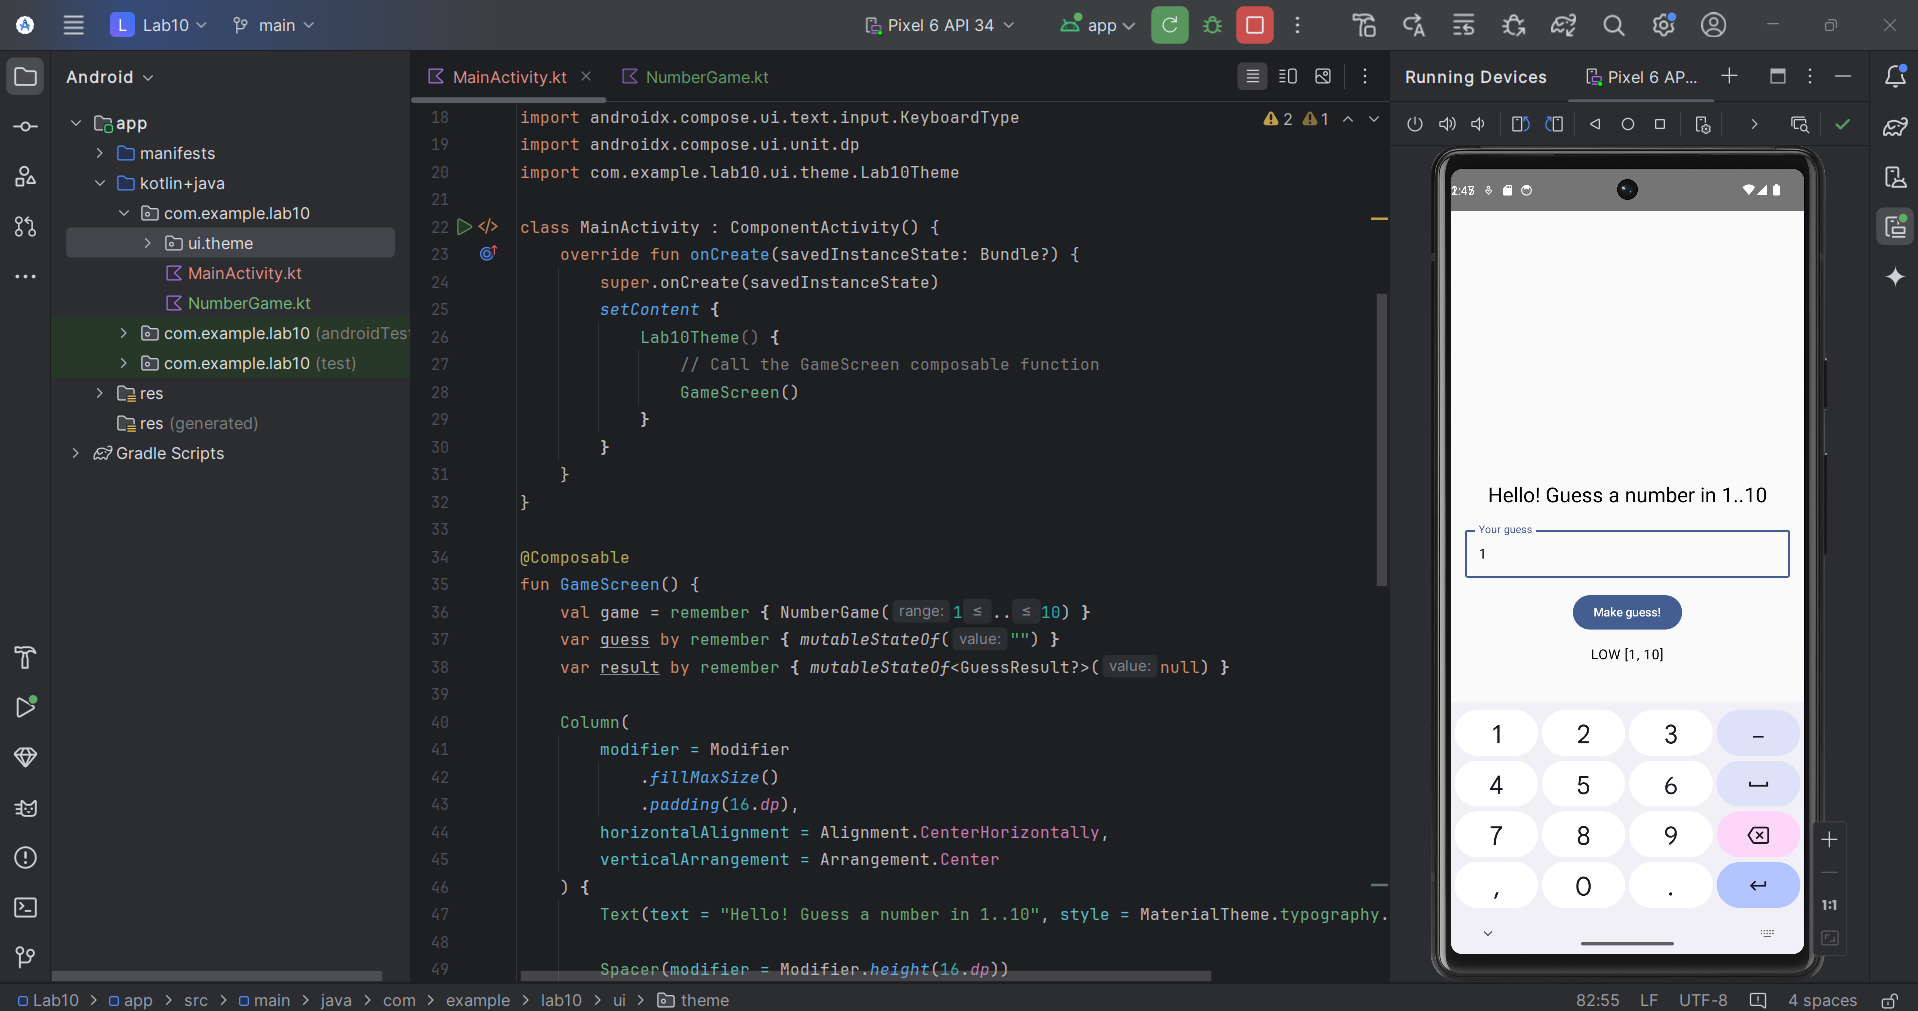 L Lab10 main Pixel 6 API 34 app
Android
app
manifests
kotlin+java
com.example.lab10
ui.theme
MainActivity.kt
NumberGame.kt
com.example.lab10 (androidTes
com.example.lab10 (test)
res
res (generated)
Gradle Scripts
MainActivity.kt NumberGame.kt
2 1
18 import androidx.compose.ui.text.input.KeyboardType
19 import androidx.compose.ui.unit.dp
20 import com.example.lab10.ui.theme.Lab10Theme
21
22 class MainActivity : ComponentActivity() {
23 override fun onCreate(savedInstanceState: Bundle?) {
24 super.onCreate(savedInstanceState)
25 setContent {
26 Lab10Theme() {
27 // Call the GameScreen composable function
28 GameScreen()
29 }
30 }
31 }
32 }
33
34 @Composable
35 fun GameScreen() {
36 val game = remember { NumberGame( range: 1 ≤ .. ≤ 10) }
37 var guess by remember { mutableStateOf( value: "") }
38 var result by remember { mutableStateOf<GuessResult?>( value: null) }
39
40 Column(
41 modifier = Modifier
42 .fillMaxSize()
43 .padding(16.dp),
44 horizontalAlignment = Alignment.CenterHorizontally,
45 verticalArrangement = Arrangement.Center
46 ) {
47 Text(text = "Hello! Guess a number in 1..10", style = MaterialTheme.typography.
48
49 Spacer(modifier = Modifier.height(16.dp))
Running Devices Pixel 6 AP...
Hello! Guess a number in 1..10
Your guess
1
Make guess!
LOW [1, 10]
1 2 3 –
4 5 6
7 8 9
, 0 .
1:1
Lab10 > app > src > main > java > com > example > lab10 > ui > theme
82:55 LF UTF-8 4 spaces